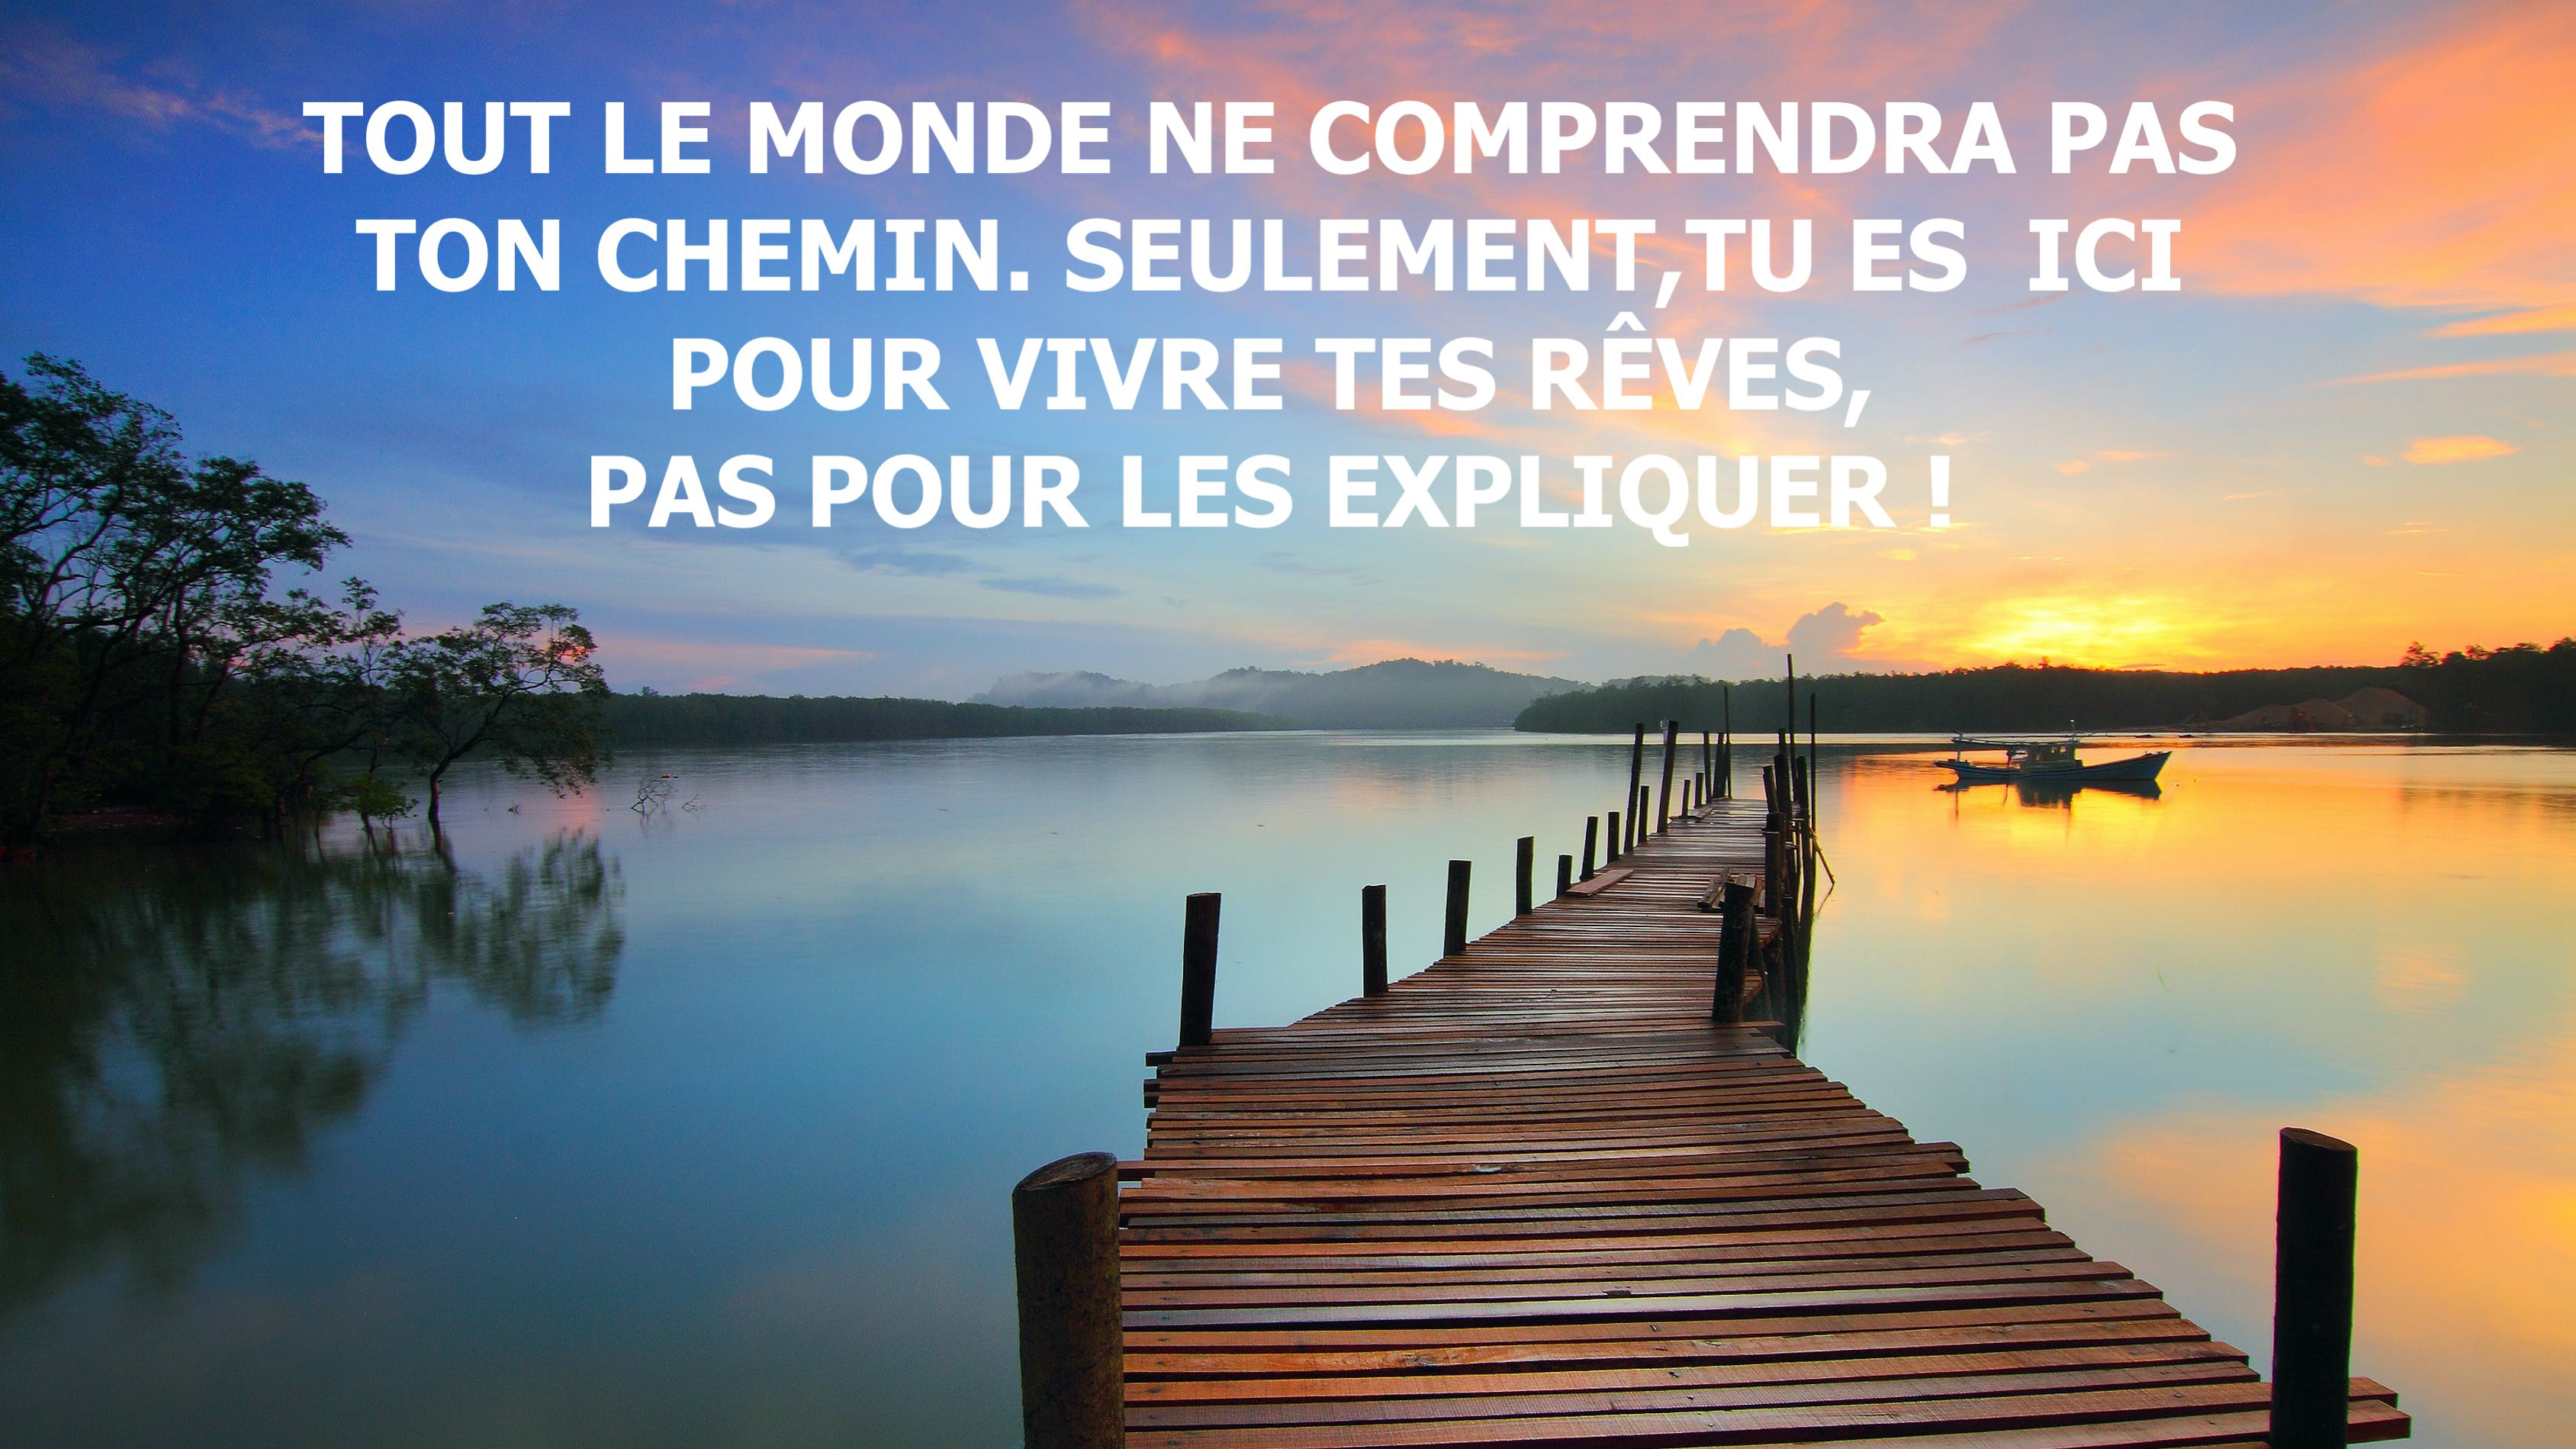 TOUT LE MONDE NE COMPRENDRA PAS
TON CHEMIN. SEULEMENT,TU ES  ICI
POUR VIVRE TES RÊVES,
PAS POUR LES EXPLIQUER !